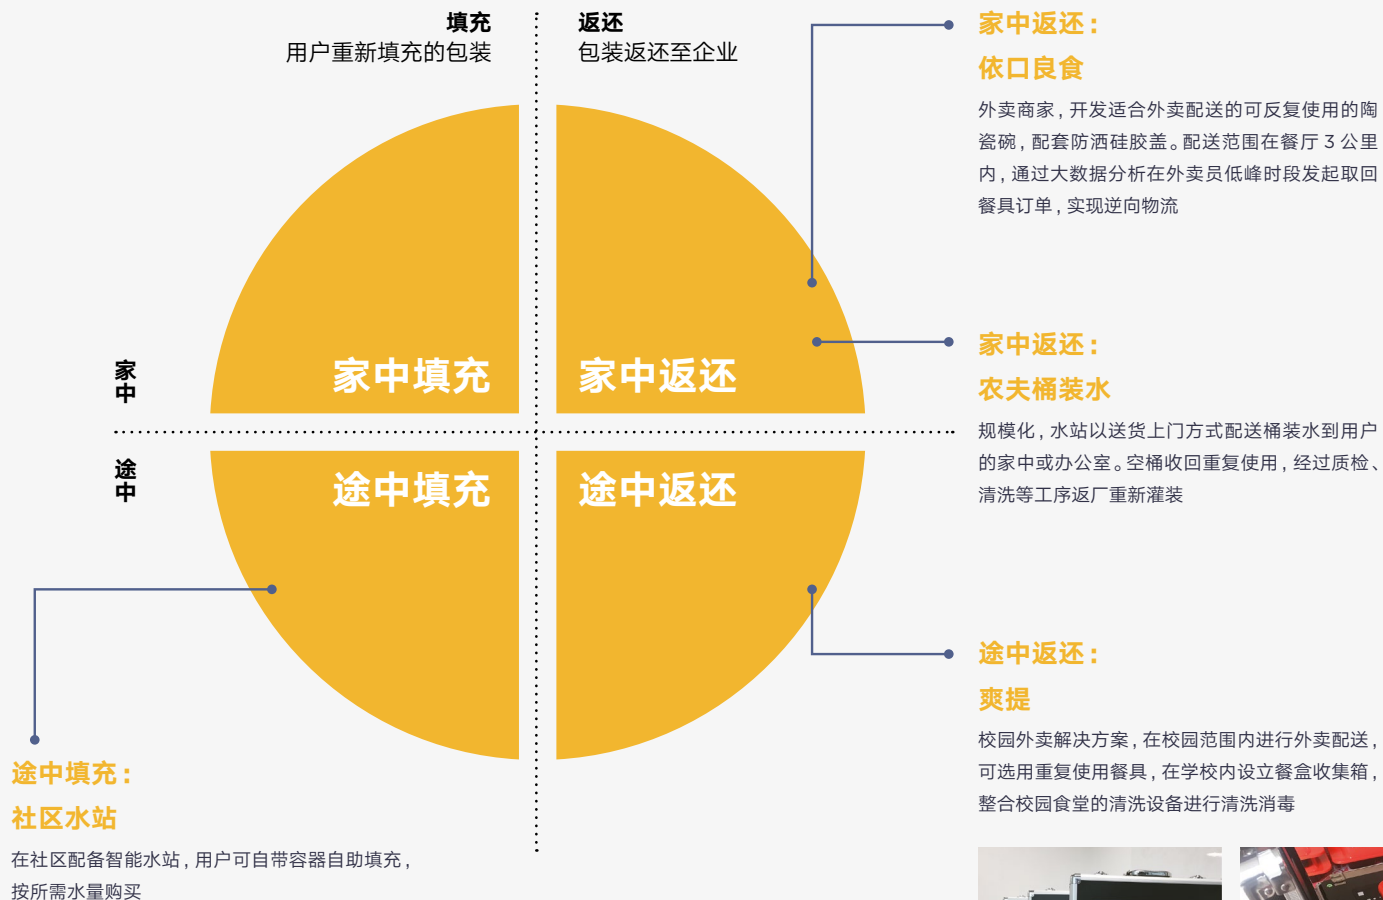 填充
用户重新填充的包装
返还
包装返还至企业
家中返还：
依口良食
外卖商家，开发适合外卖配送的可反复使用的陶
瓷碗，配套防洒硅胶盖。配送范围在餐厅 3 公里
内，通过大数据分析在外卖员低峰时段发起取回
餐具订单，实现逆向物流
家中
家中填充
家中返还
家中返还：
农夫桶装水
规模化，水站以送货上门方式配送桶装水到用户
的家中或办公室。空桶收回重复使用，经过质检、
清洗等工序返厂重新灌装
途中
途中填充
途中返还
途中返还：
爽提
校园外卖解决方案，在校园范围内进行外卖配送，
可选用重复使用餐具，在学校内设立餐盒收集箱，
整合校园食堂的清洗设备进行清洗消毒
途中填充：
社区水站
在社区配备智能水站，用户可自带容器自助填充，
按所需水量购买